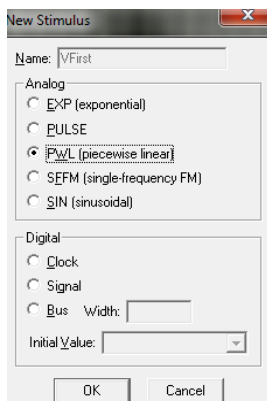 New Stimulus
Name: VFirst
Analog
EXP (exponential)
PULSE
PWL (piecewise linear)
SFFM (single-frequency FM)
SIN (sinusoidal)
Digital
Clock
Signal
Bus Width:
Initial Value:
OK Cancel